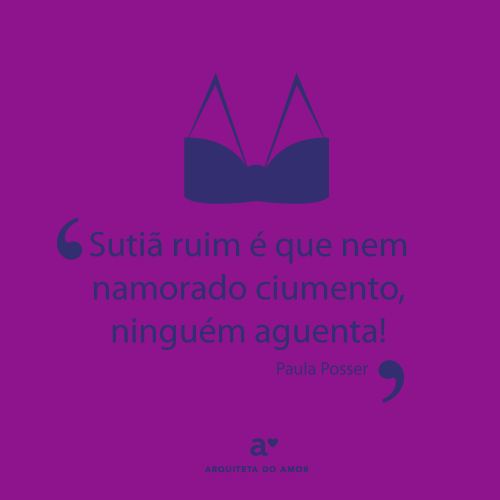 ‘Sutiã ruim é que nem
namorado ciumento,
ninguém aguenta!
Paula Posser ’
a♥
ARQUITETA DO AMOR